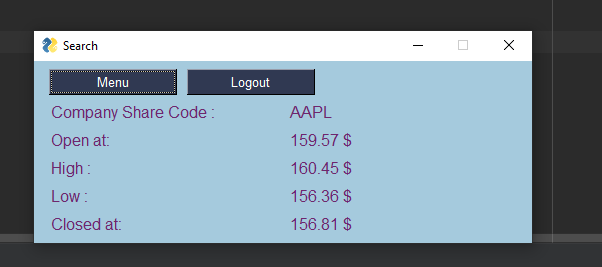 Search
Menu Logout
Company Share Code : AAPL
Open at: 159.57 $
High : 160.45 $
Low : 156.36 $
Closed at: 156.81 $